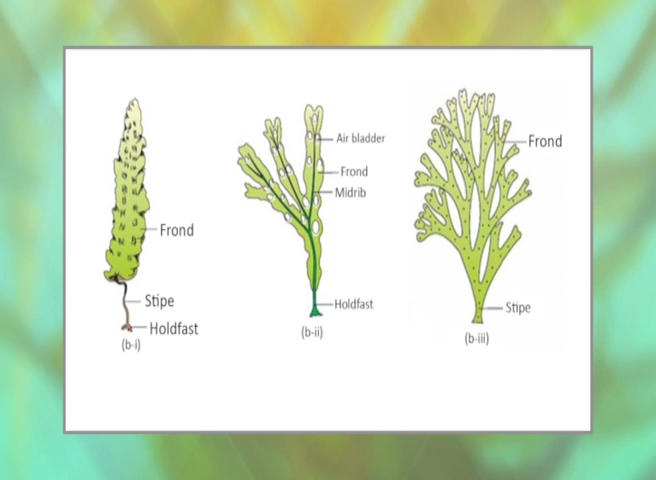 Frond
Stipe
Holdfast
(b-i)
Air bladder
Frond
Midrib
Holdfast
(b-ii)
Frond
Stipe
(b-iii)